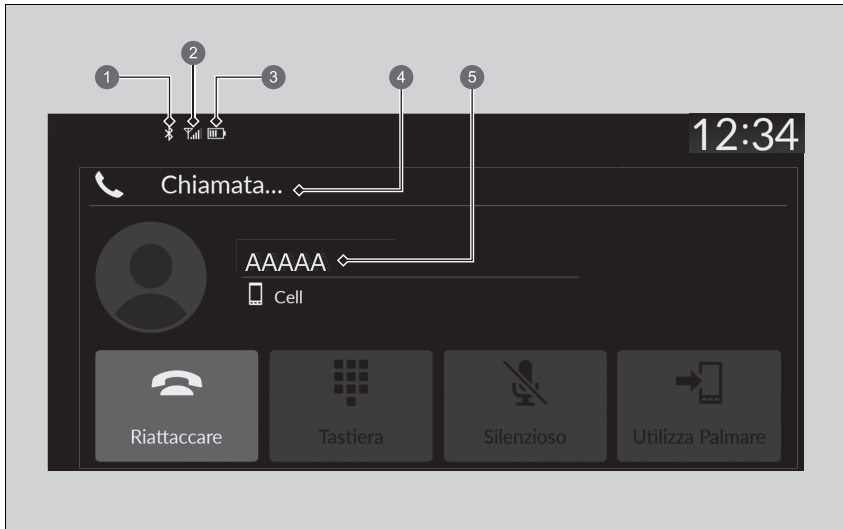 2
1
3
4
5
12:34
Chiamata...
AAAAA
Cell
Riattaccare
Tastiera
Silenzioso
Utilizza Palmare